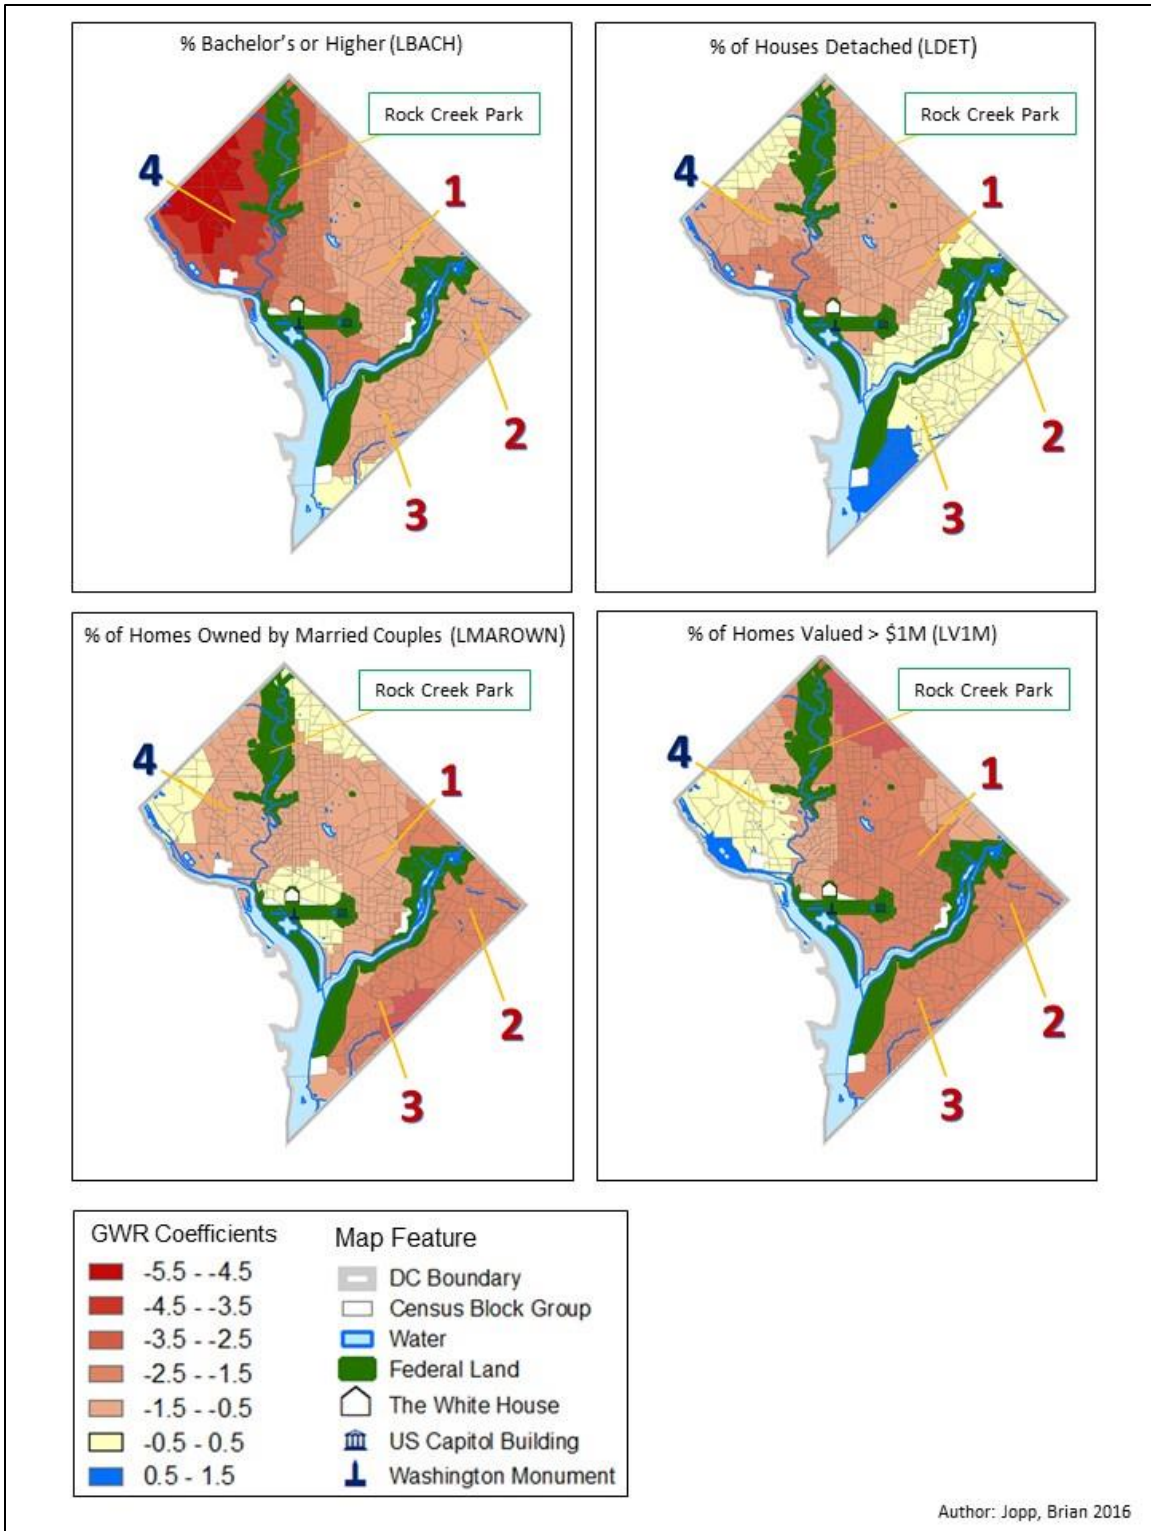 % Bachelor's or Higher (LBACH)
Rock Creek Park
4
1
2
3
% of Houses Detached (LDET)
Rock Creek Park
4
1
2
3
% of Homes Owned by Married Couples (LMAROWN)
Rock Creek Park
4
1
2
3
% of Homes Valued > $1M (LV1M)
Rock Creek Park
4
1
2
3
GWR Coefficients
-5.5 - -4.5
-4.5 - -3.5
-3.5 - -2.5
-2.5 - -1.5
-1.5 - -0.5
-0.5 - 0.5
0.5 - 1.5
Map Feature
DC Boundary
Census Block Group
Water
Federal Land
The White House
US Capitol Building
Washington Monument
Author: Jopp, Brian 2016